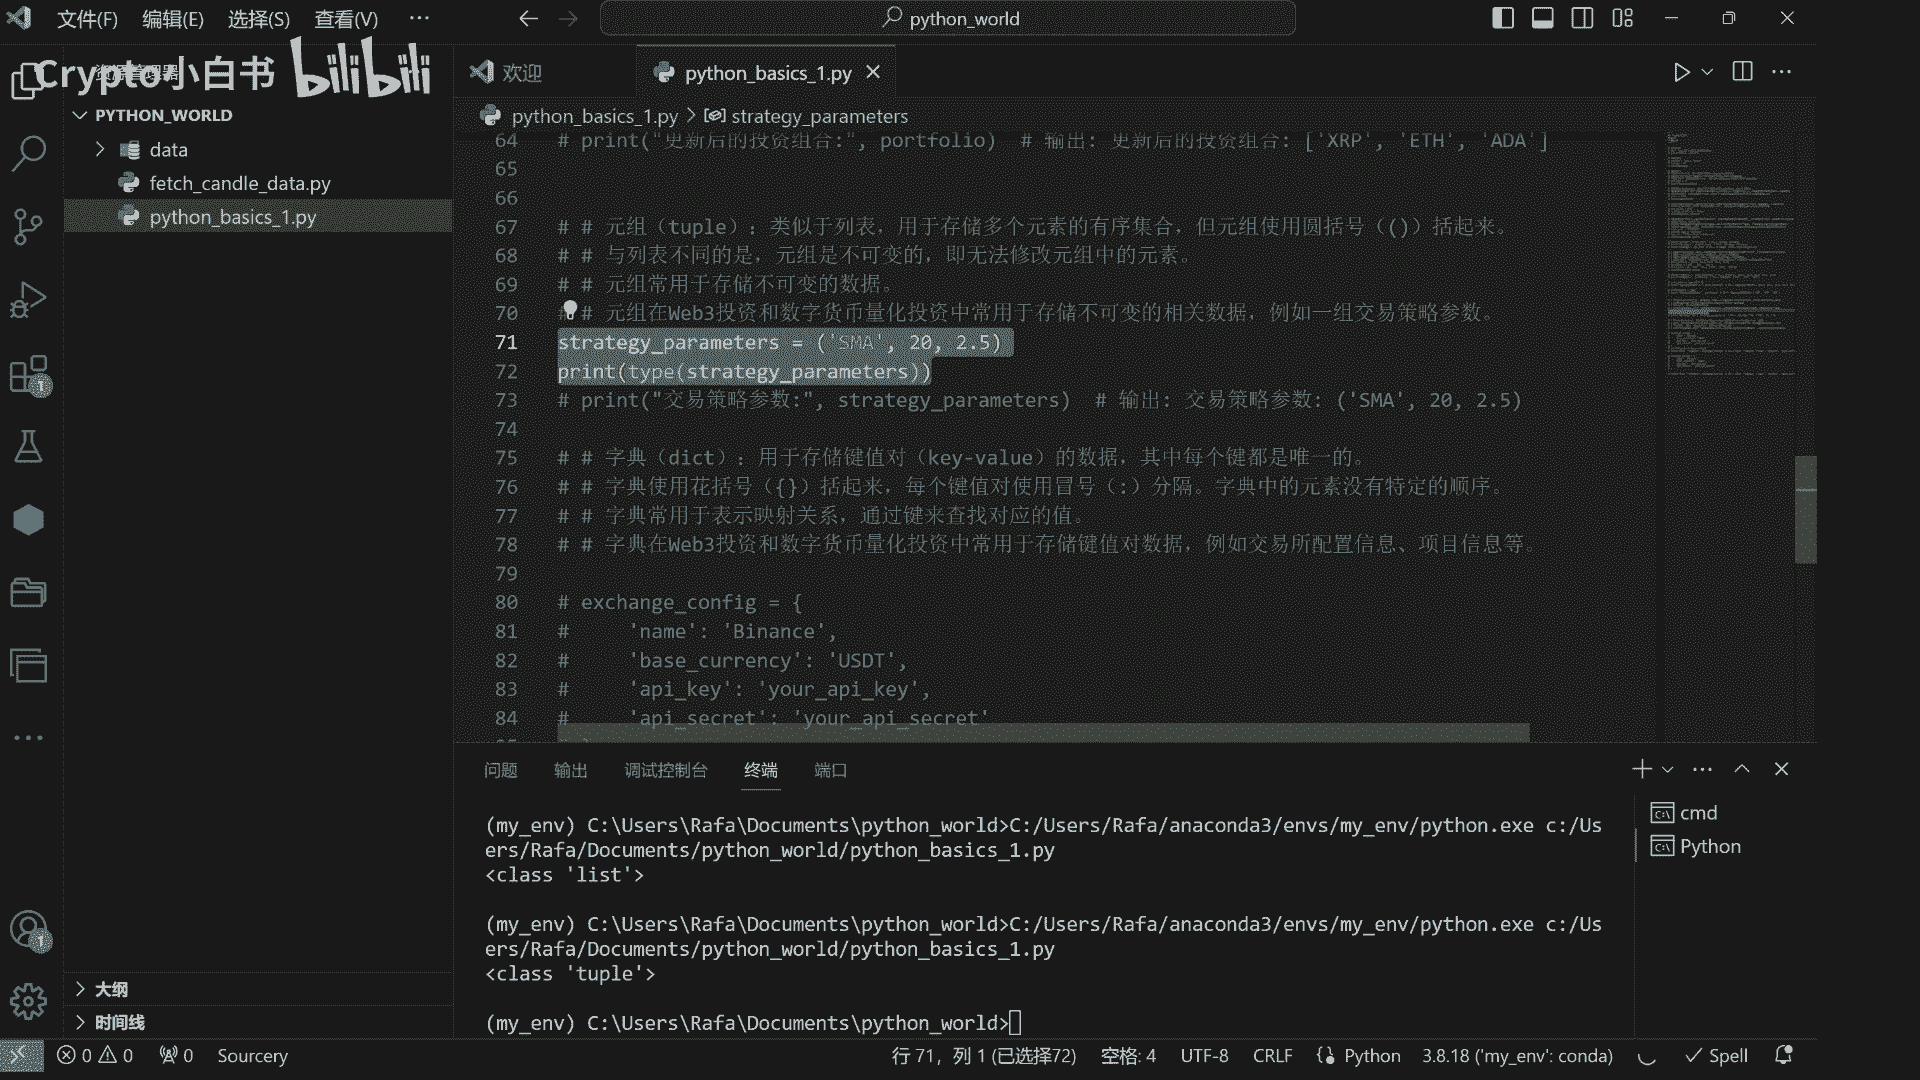 文件(F) 编辑(E) 选择(S) 查看(V) ··· python_world
Crypto小白书 bilibili
资源管理器
欢迎 python_basics_1.py
PYTHON_WORLD
data
fetch_candle_data.py
python_basics_1.py
python_basics_1.py > strategy_parameters
64 # print("更新后的投资组合:", portfolio)  # 输出: 更新后的投资组合: ['XRP', 'ETH', 'ADA']
65
66
67 # # 元组（tuple）：类似于列表，用于存储多个元素的有序集合，但元组使用圆括号（()）括起来。
68 # # 与列表不同的是，元组是不可变的，即无法修改元组中的元素。
69 # # 元组常用于存储不可变的数据。
70 # # 元组在Web3投资和数字货币量化投资中常用于存储不可变的相关数据，例如一组交易策略参数。
71 strategy_parameters = ('SMA', 20, 2.5)
72 print(type(strategy_parameters))
73 # print("交易策略参数:", strategy_parameters)  # 输出: 交易策略参数: ('SMA', 20, 2.5)
74
75 # # 字典（dict）：用于存储键值对（key-value）的数据，其中每个键都是唯一的。
76 # # 字典使用花括号（{}）括起来，每个键值对使用冒号（:）分隔。字典中的元素没有特定的顺序。
77 # # 字典常用于表示映射关系，通过键来查找对应的值。
78 # # 字典在Web3投资和数字货币量化投资中常用于存储键值对数据，例如交易所配置信息、项目信息等。
79
80 # exchange_config = {
81 #     'name': 'Binance',
82 #     'base_currency': 'USDT',
83 #     'api_key': 'your_api_key',
84 #     'api_secret': 'your_api_secret'
问题 输出 调试控制台 终端 端口
(my_env) C:\Users\Rafa\Documents\python_world>C:/Users/Rafa/anaconda3/envs/my_env/python.exe c:/Us
ers/Rafa/Documents/python_world/python_basics_1.py
<class 'list'>
(my_env) C:\Users\Rafa\Documents\python_world>C:/Users/Rafa/anaconda3/envs/my_env/python.exe c:/Us
ers/Rafa/Documents/python_world/python_basics_1.py
<class 'tuple'>
(my_env) C:\Users\Rafa\Documents\python_world>
cmd
Python
1
1
大纲
时间线
0 0 0 Sourcery 行 71，列 1 (已选择72) 空格: 4 UTF-8 CRLF Python 3.8.18 ('my_env': conda) Spell